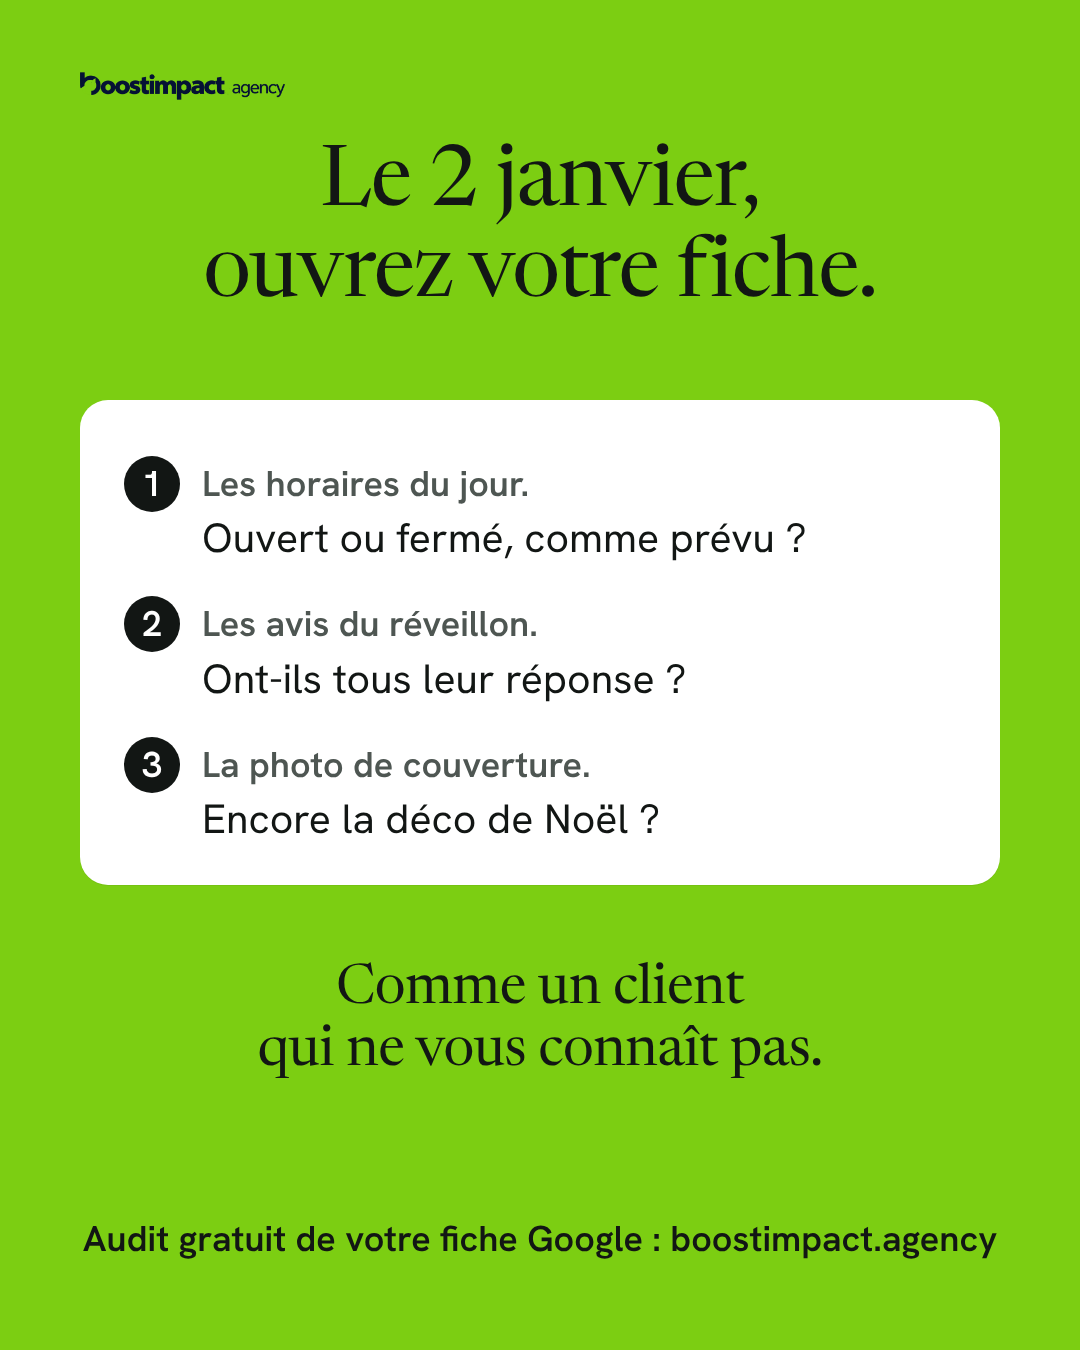 boostimpact agency
Le 2 janvier,
ouvrez votre fiche.
1 Les horaires du jour.
Ouvert ou fermé, comme prévu ?
2 Les avis du réveillon.
Ont-ils tous leur réponse ?
3 La photo de couverture.
Encore la déco de Noël ?
Comme un client
qui ne vous connaît pas.
Audit gratuit de votre fiche Google : boostimpact.agency